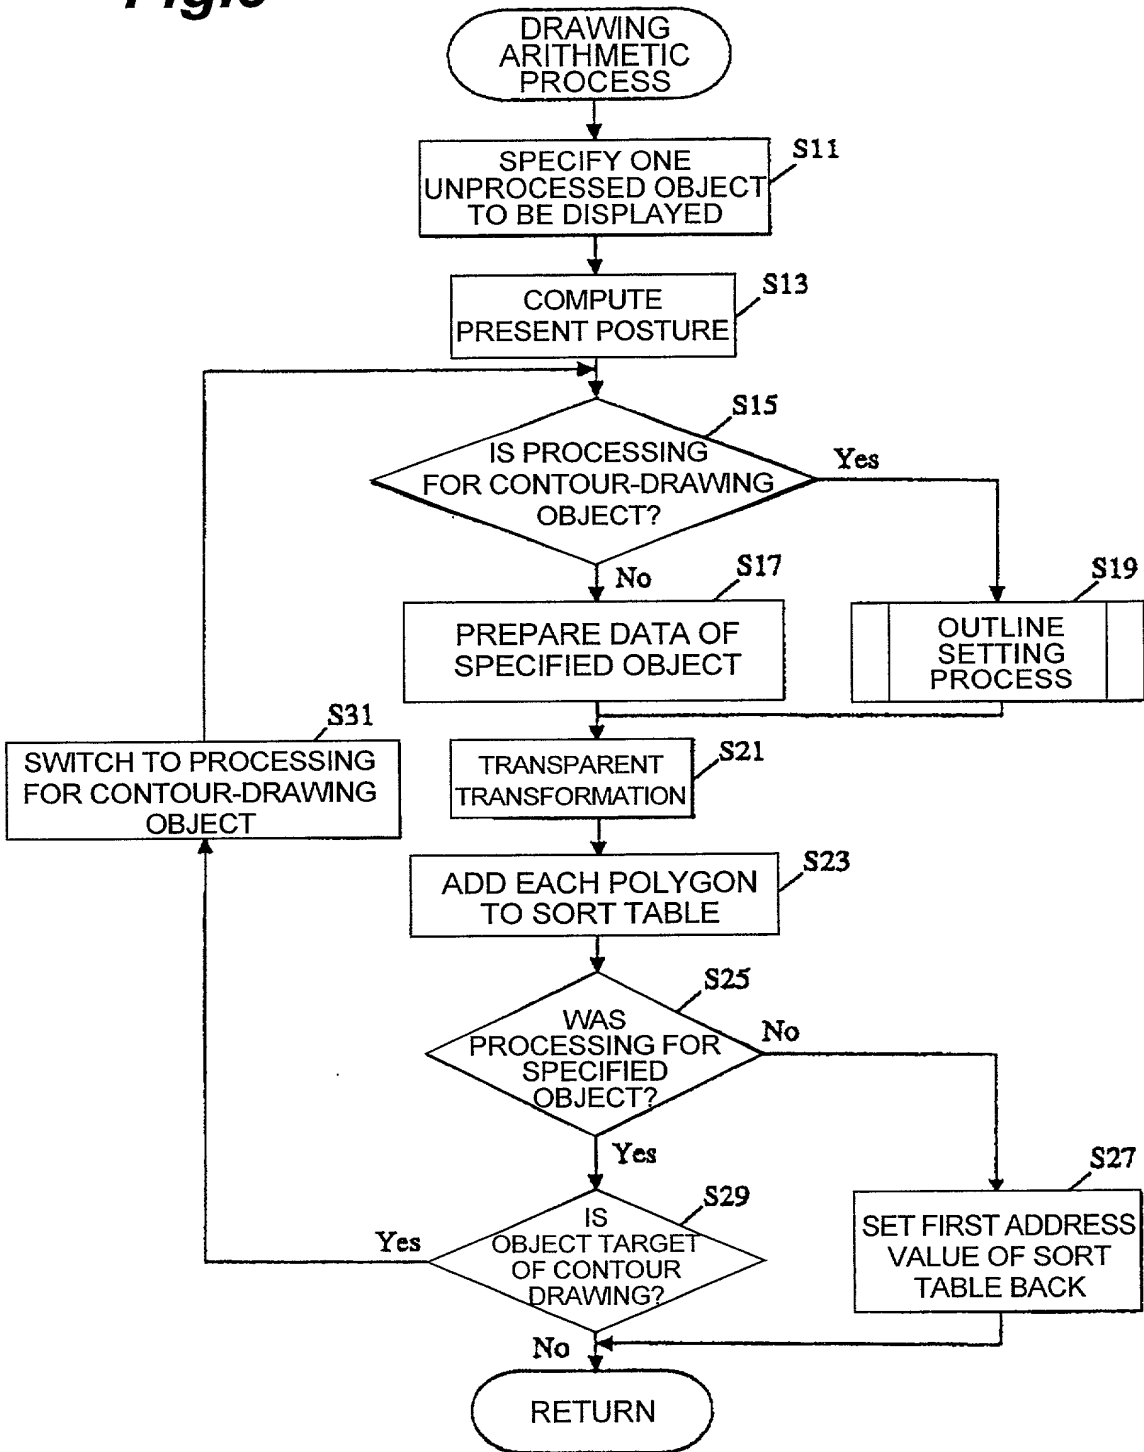 DRAWING
ARITHMETIC
PROCESS
S11
SPECIFY ONE
UNPROCESSED OBJECT
TO BE DISPLAYED
S13
COMPUTE
PRESENT POSTURE
S15
IS PROCESSING
FOR CONTOUR-DRAWING
OBJECT?
Yes
No
S17
PREPARE DATA OF
SPECIFIED OBJECT
S19
OUTLINE
SETTING
PROCESS
S31
SWITCH TO PROCESSING
FOR CONTOUR-DRAWING
OBJECT
S21
TRANSPARENT
TRANSFORMATION
S23
ADD EACH POLYGON
TO SORT TABLE
S25
WAS
PROCESSING FOR
SPECIFIED
OBJECT?
No
Yes
S27
SET FIRST ADDRESS
VALUE OF SORT
TABLE BACK
S29
IS
OBJECT TARGET
OF CONTOUR
DRAWING?
Yes
No
RETURN